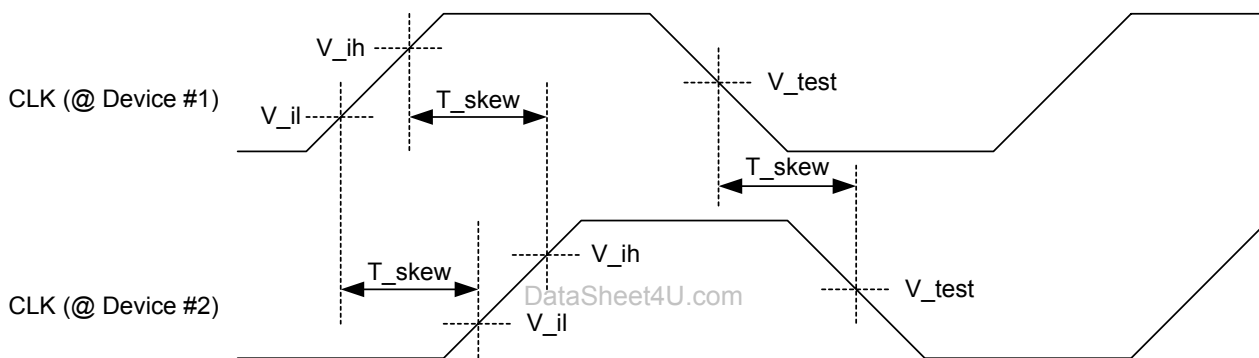 V_ih
CLK (@ Device #1)
V_il
T_skew
V_test
T_skew
T_skew
V_ih
V_test
CLK (@ Device #2)
V_il
DataSheet4U.com